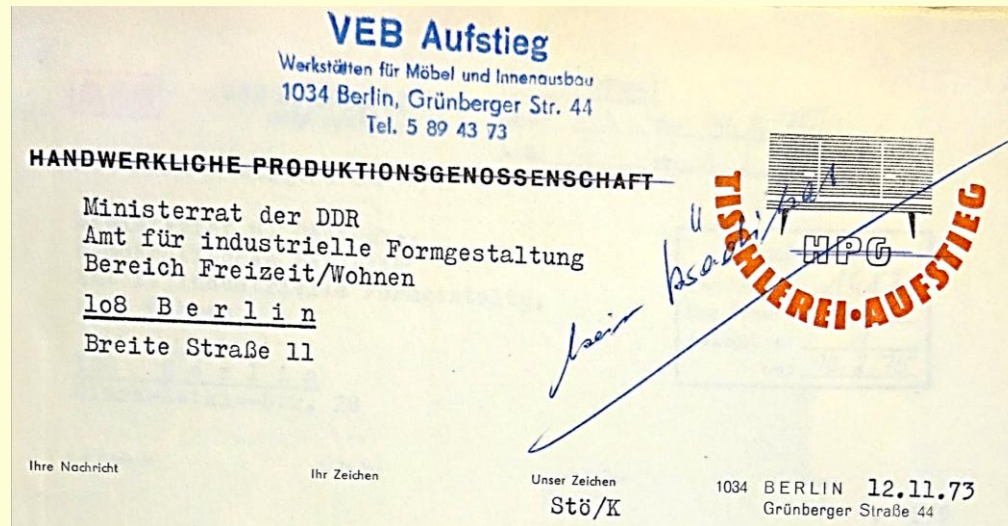 VEB Aufstieg
Werkstätten für Möbel und Innenausbau
1034 Berlin, Grünberger Str. 44
Tel. 5 89 43 73
HANDWERKLICHE PRODUKTIONSGENOSSENSCHAFT
HPG
TISCHLEREI·AUFSTIEG
Ministerrat der DDR
Amt für industrielle Formgestaltung
Bereich Freizeit/Wohnen
lo8 Berlin
Breite Straße 11
Ihre Nachricht
Ihr Zeichen
Unser Zeichen
Stö/K
1034 BERLIN 12.11.73
Grünberger Straße 44